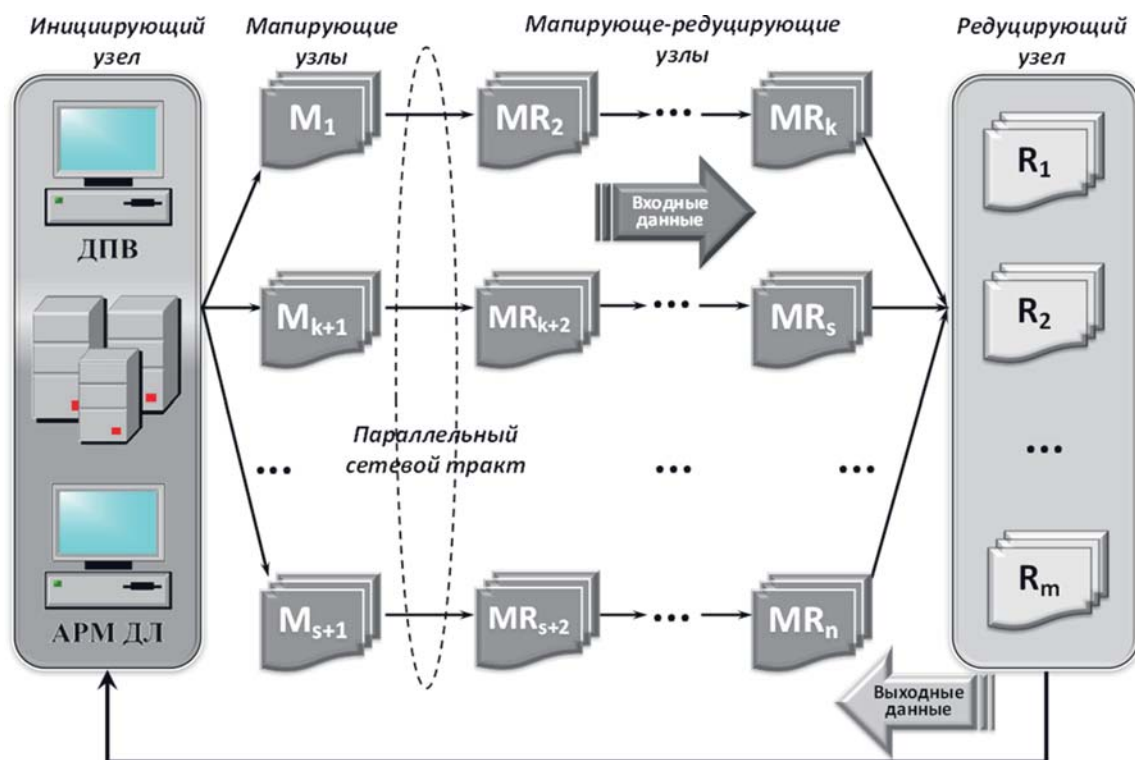 Инициирующий
узел
Мапирующие
узлы
Мапирующе-редуцирующие
узлы
Редуцирующий
узел
M₁
MR₂
•••
MRₖ
R₁
ДПВ
Входные
данные
Mₖ₊₁
MRₖ₊₂
•••
MRₛ
R₂
Параллельный
сетевой тракт
•••
•••
•••
•••
Mₛ₊₁
MRₛ₊₂
•••
MRₙ
Rₘ
АРМ ДЛ
Выходные
данные